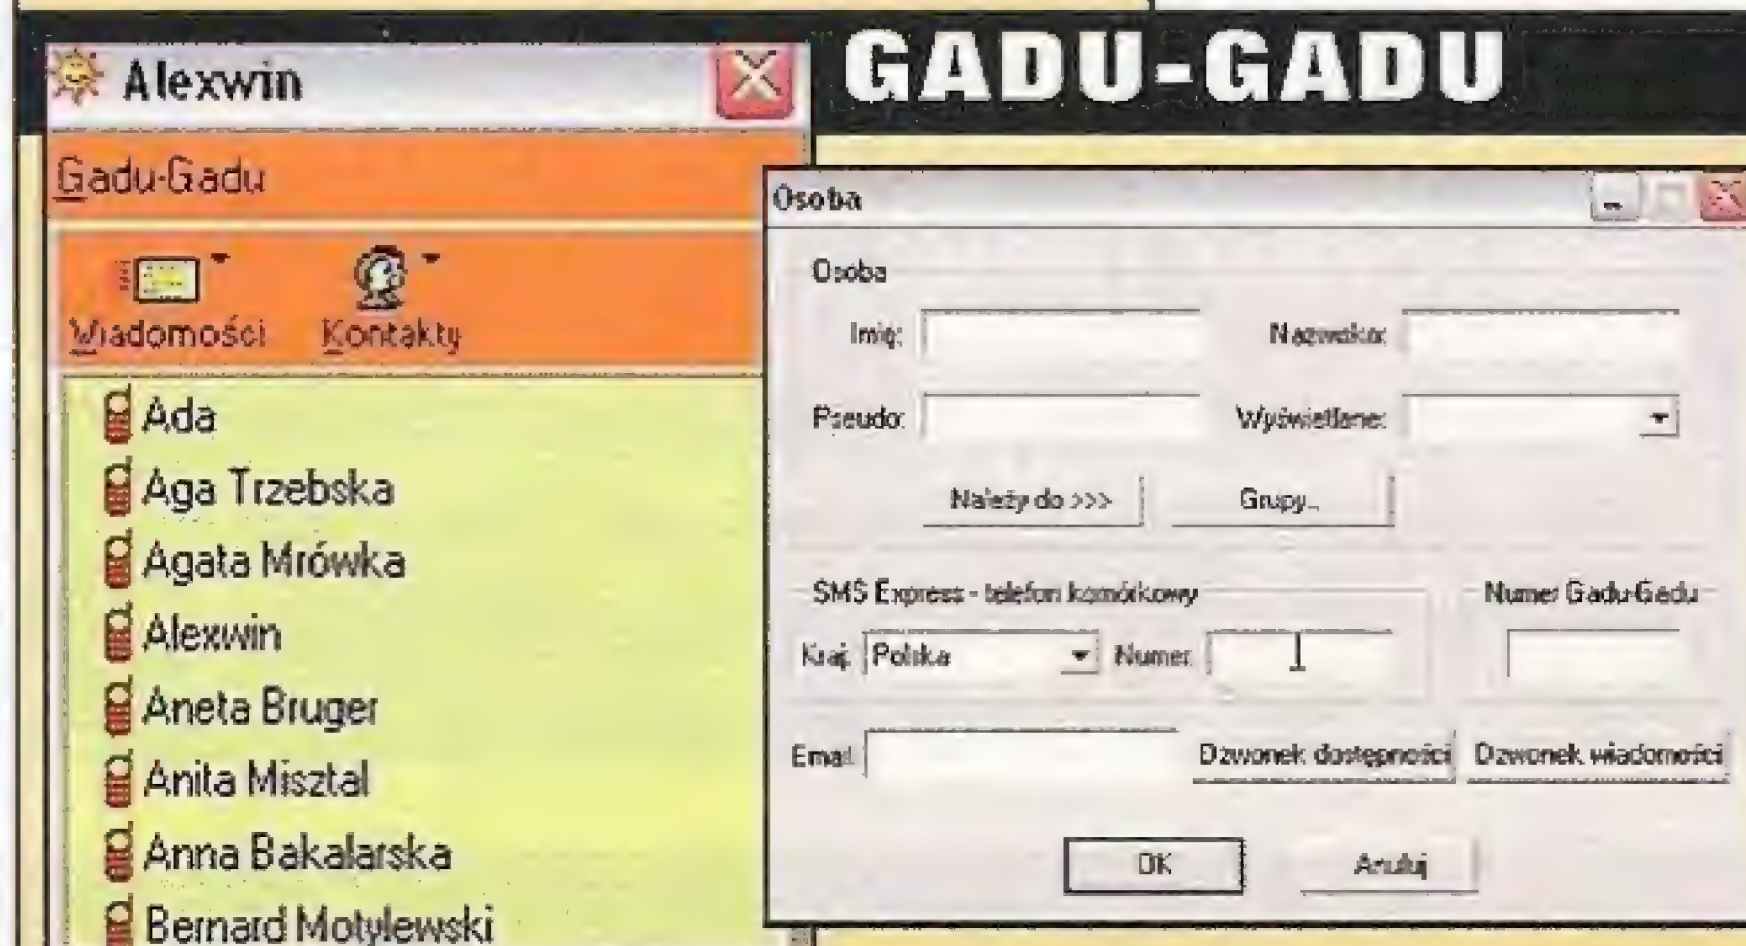 GADU-GADU
Alexwin
Gadu-Gadu
Wiadomości Kontakty
Ada
Aga Trzebska
Agata Mrówka
Alexwin
Aneta Bruger
Anita Misztal
Anna Bakalarska
Bernard Motylewski
Osoba
Osoba
Imię: Nazwisko:
Pseudo: Wyświetlane:
Należy do >>> Grupy...
SMS Express - telefon komórkowy Numer Gadu-Gadu
Kraj: Polska Numer:
Email:
Dzwonek dostępności Dzwonek wiadomości
OK Anuluj